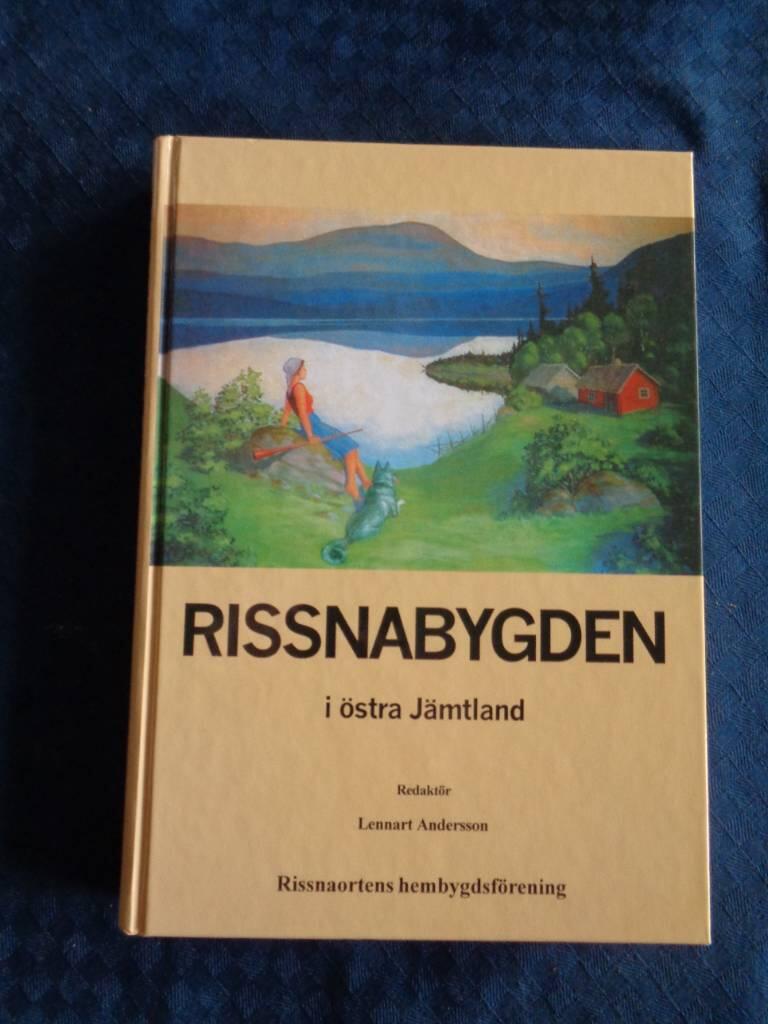 RISSNABYGDEN
i östra Jämtland
Redaktör
Lennart Andersson
Rissnaortens hembygdsförening